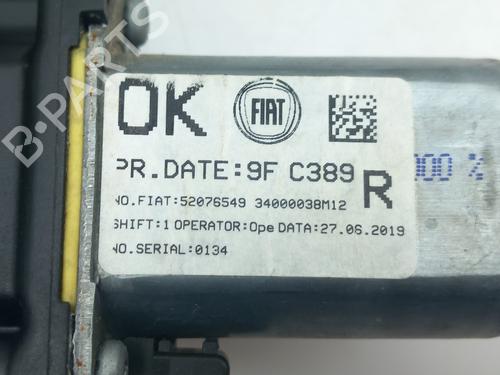 OK FIAT
PR.DATE:9F C389
R
000 %
NO.FIAT:52076549 34000038M12
SHIFT:1 OPERATOR:Ope DATA:27.06.2019
NO.SERIAL:0134
B-PARTS